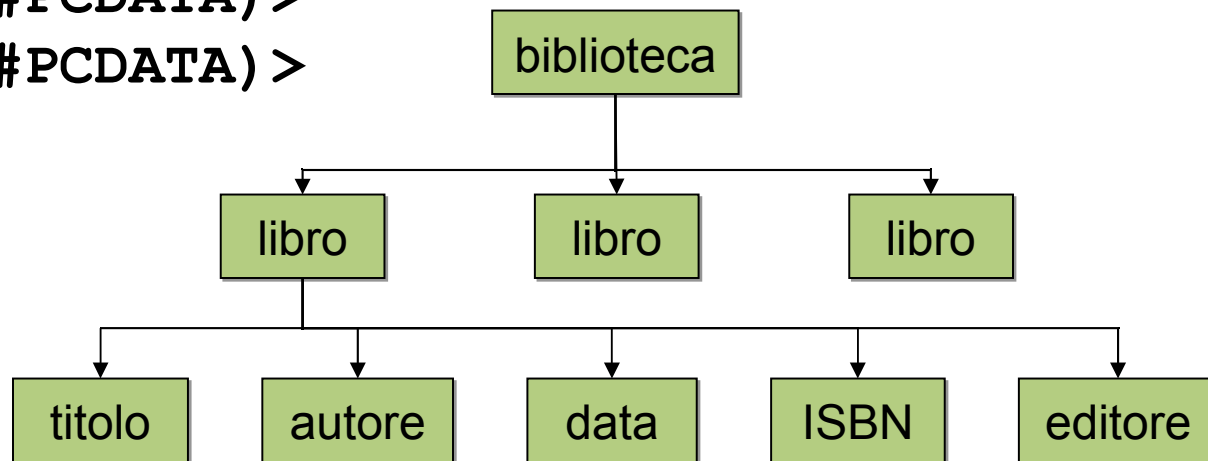 #PCDATA)>
#PCDATA)>
biblioteca
libro libro libro
titolo autore data ISBN editore